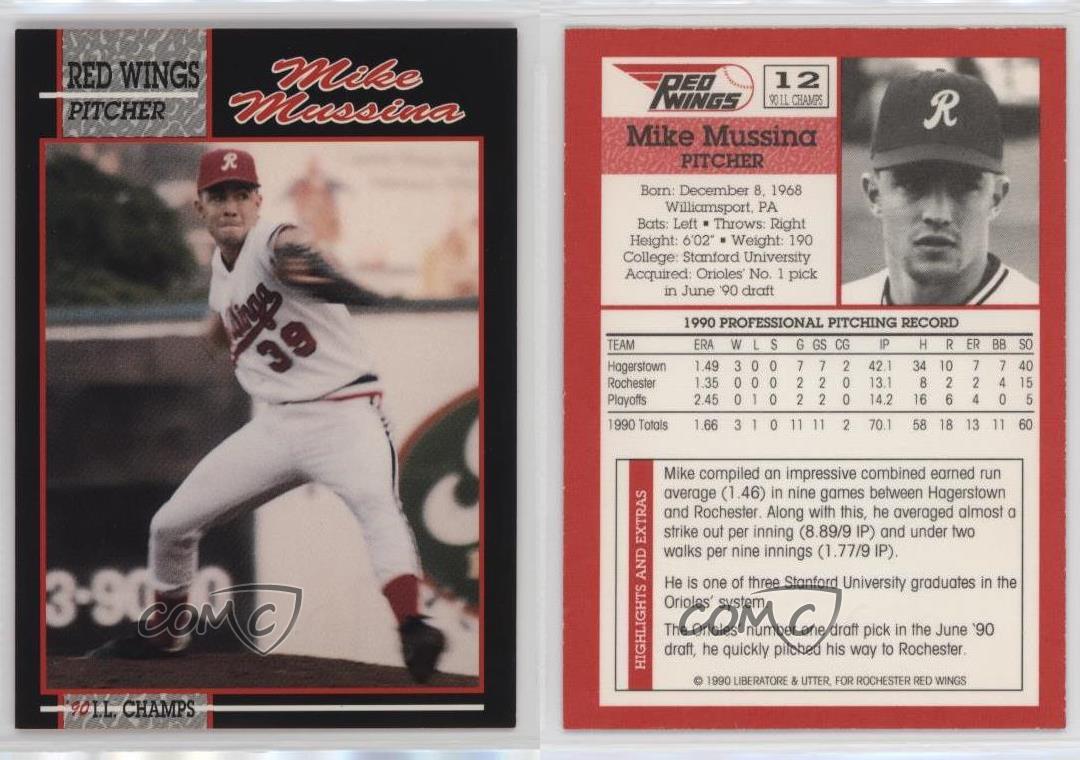 RED WINGS
PITCHER
Mike
Mussina
R
39
3-90
90 I.L. CHAMPS
COMC
RED
WINGS
12
90 I.L. CHAMPS
R
Mike Mussina
PITCHER
Born: December 8, 1968
Williamsport, PA
Bats: Left ▪ Throws: Right
Height: 6'02" ▪ Weight: 190
College: Stanford University
Acquired: Orioles' No. 1 pick
in June '90 draft
1990 PROFESSIONAL PITCHING RECORD
TEAM ERA W L S G GS CG IP H R ER BB SO
Hagerstown 1.49 3 0 0 7 7 2 42.1 34 10 7 7 40
Rochester 1.35 0 0 0 2 2 0 13.1 8 2 2 4 15
Playoffs 2.45 0 1 0 2 2 0 14.2 16 6 4 0 5
1990 Totals 1.66 3 1 0 11 11 2 70.1 58 18 13 11 60
HIGHLIGHTS AND EXTRAS
Mike compiled an impressive combined earned run
average (1.46) in nine games between Hagerstown
and Rochester. Along with this, he averaged almost a
strike out per inning (8.89/9 IP) and under two
walks per nine innings (1.77/9 IP).
He is one of three Stanford University graduates in the
Orioles' system.
The Orioles' number one draft pick in the June '90
draft, he quickly pitched his way to Rochester.
© 1990 LIBERATORE & UTTER, FOR ROCHESTER RED WINGS
COMC